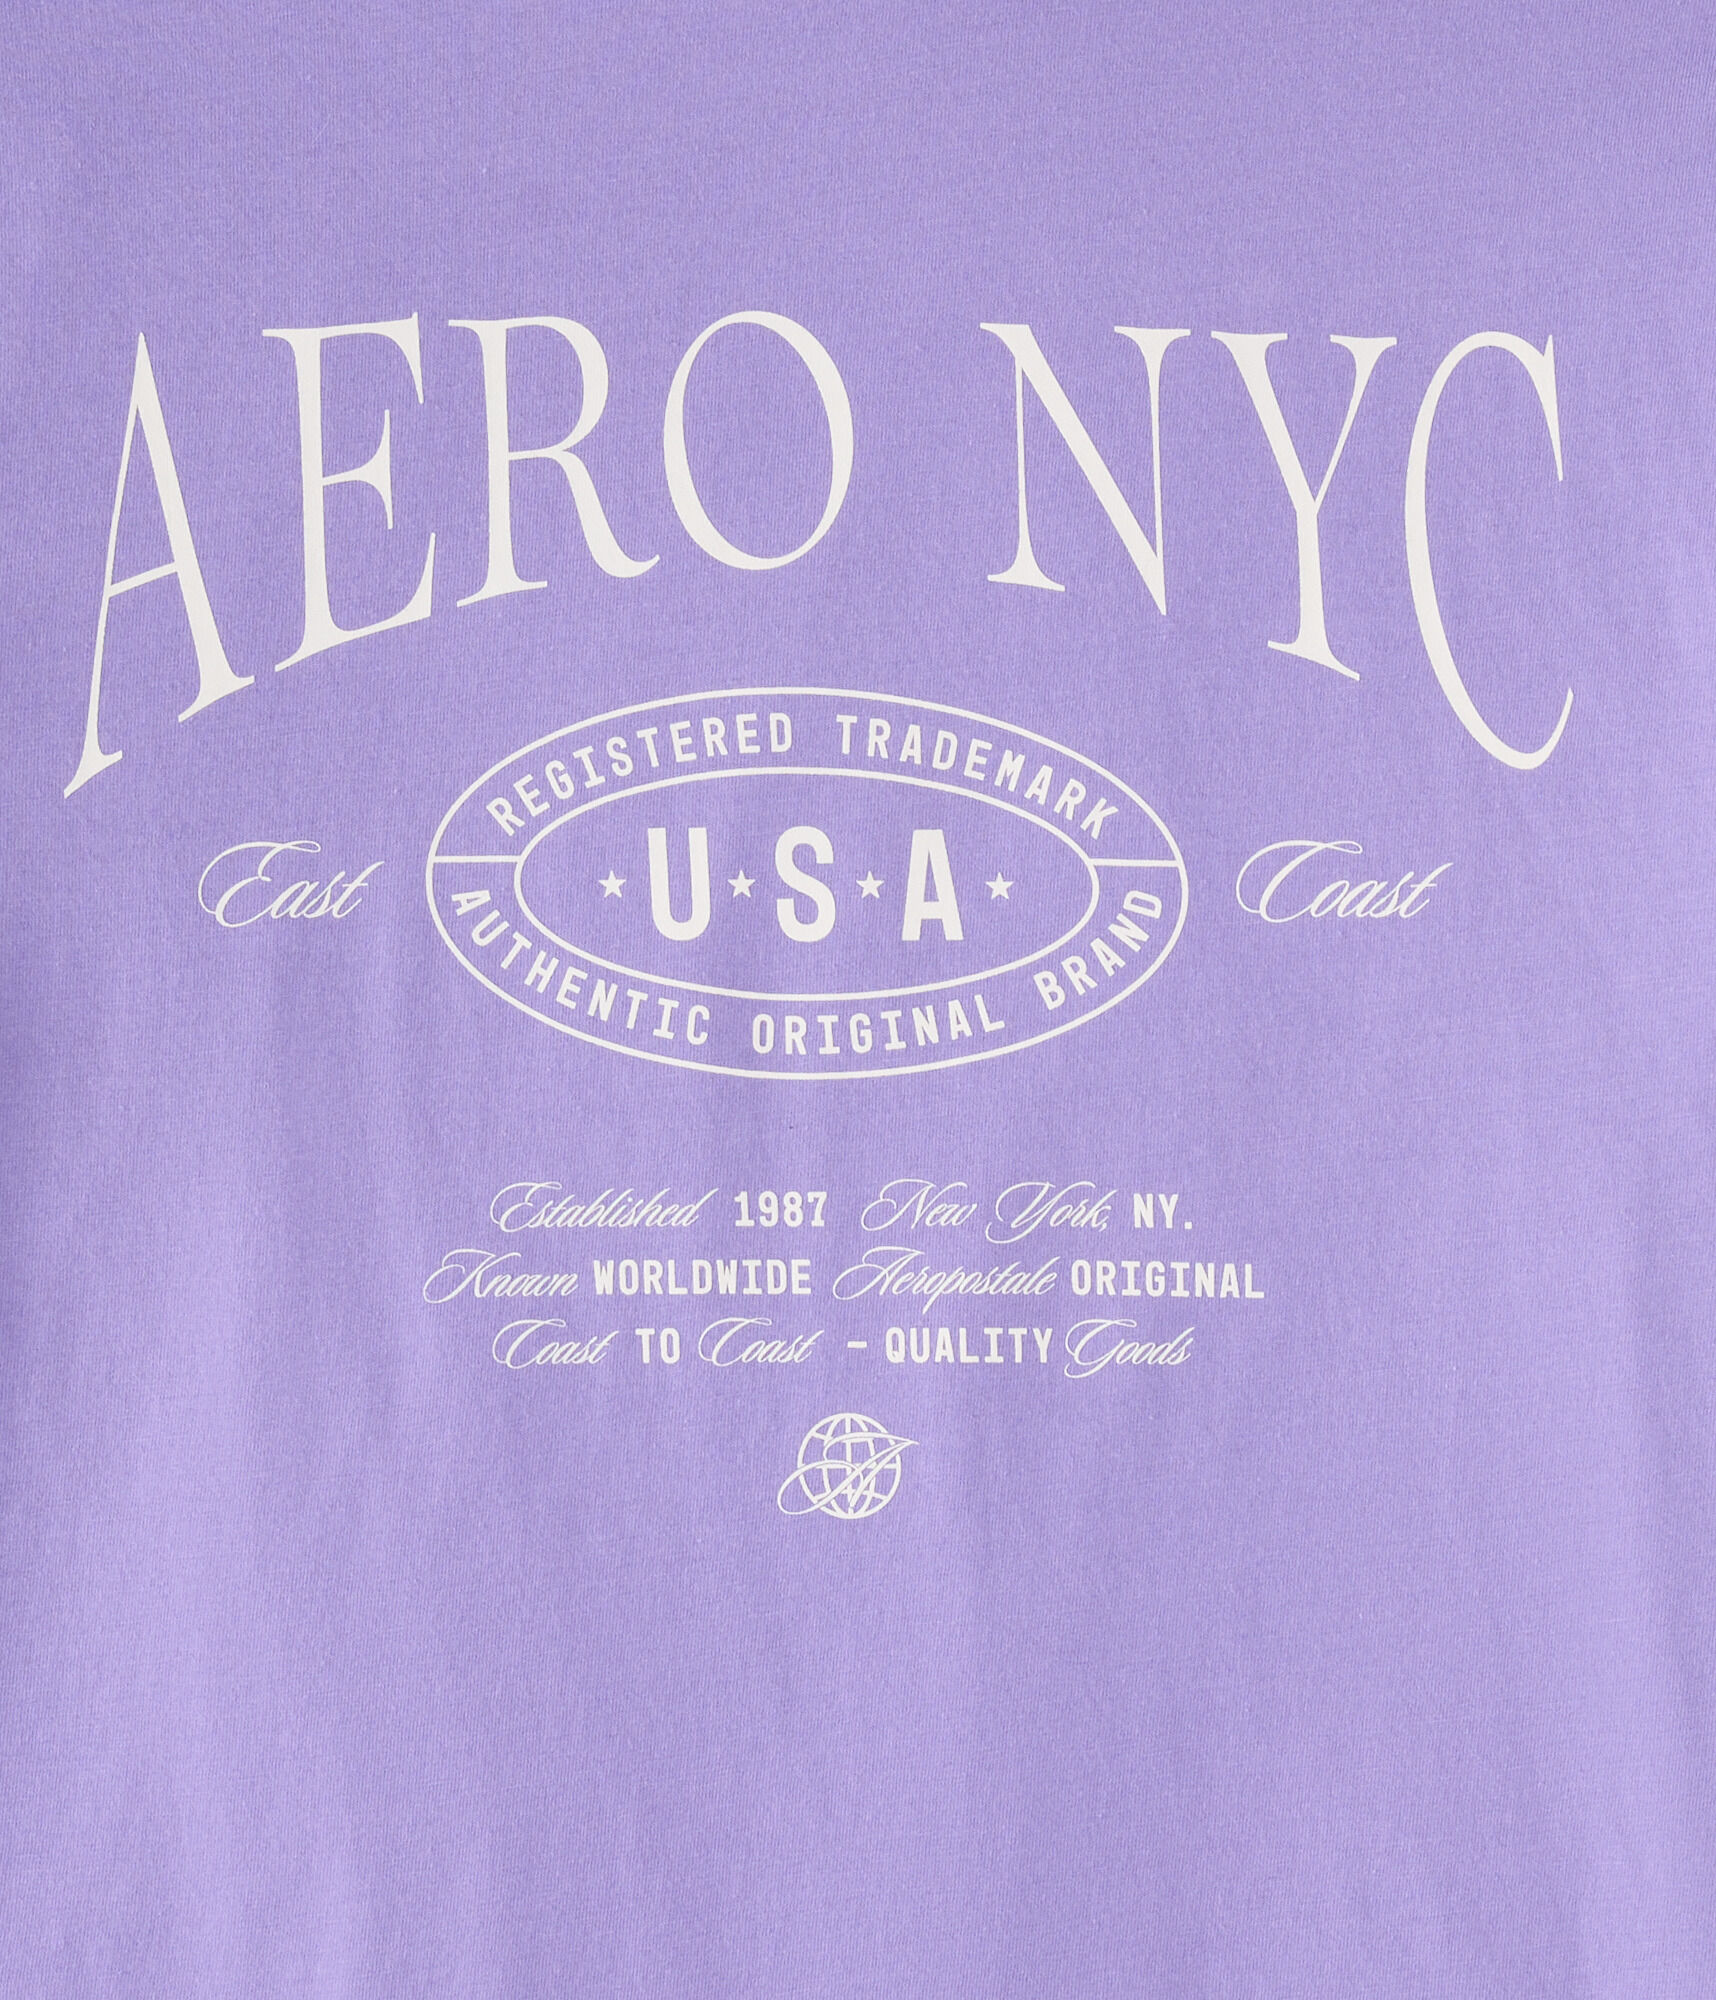 AERO NYC
REGISTERED TRADEMARK
East ★ U ★ S ★ A ★ Coast
AUTHENTIC ORIGINAL BRAND
Established 1987 New York, NY.
Known WORLDWIDE Aeropostale ORIGINAL
Coast TO Coast - QUALITY Goods
A